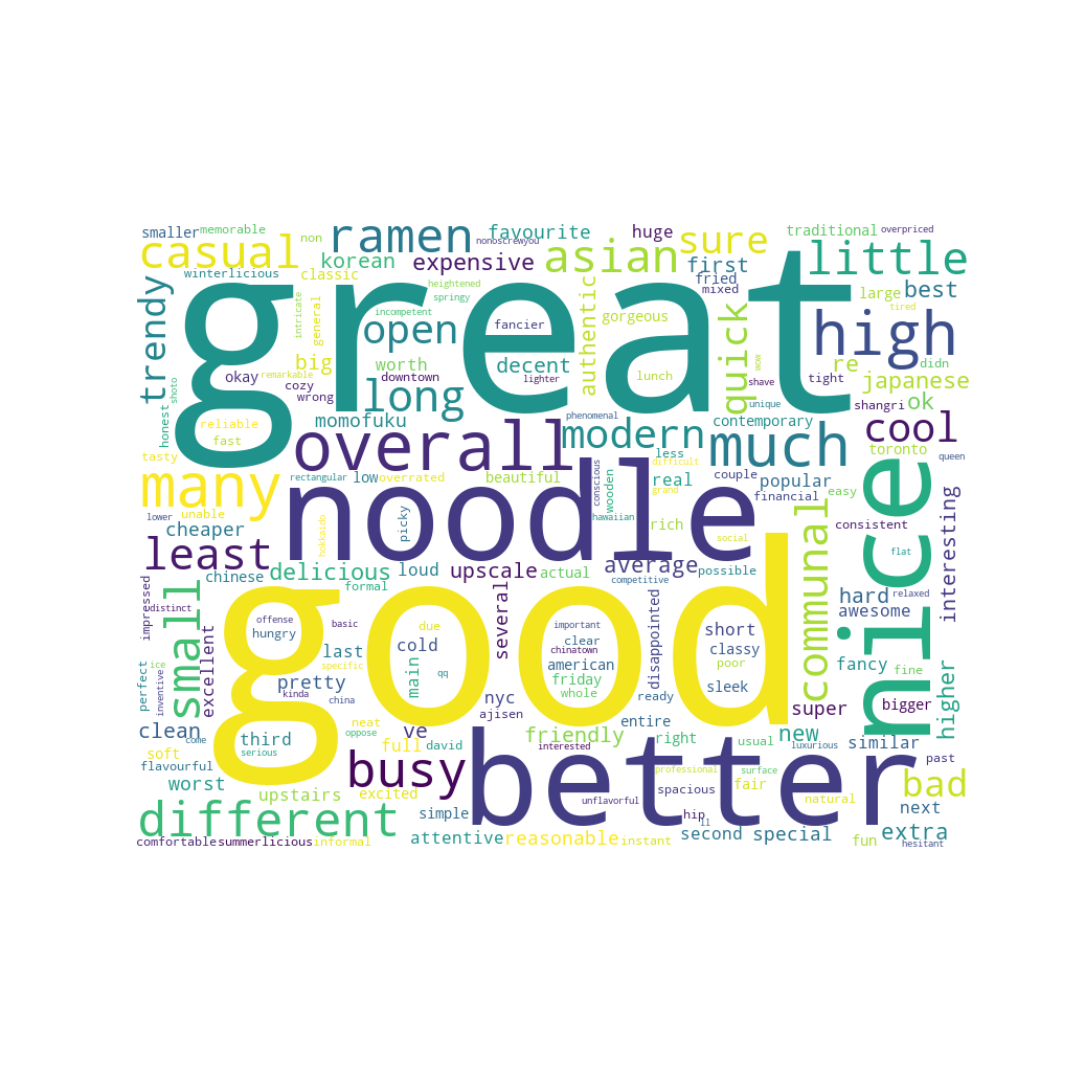 smaller memorable non ramen nonoscrewyou favourite huge sure traditional overpriced
casual korean expensive asian first little
winterlicious classic heightened springy fried mixed large best
great
trendy intricate general incompetent open fancier authentic gorgeous quick high tired
big worth decent wow re didn
okay remarkable cozy downtown lighter lunch shave tight japanese
shoto wrong long momofuku phenomenal unique shangri ok
honest reliable fast overall modern contemporary much cool
tasty rectangular low overrated beautiful less real difficult couple popular toronto queen
many unable hokkaido picky noodle conscious wooden hawaiian rich grand financial easy
lower cheaper social communal consistent interesting
least chinese delicious loud upscale actual average competitive possible flat nice
impressed udistinct small formal hard relaxed
offense basic due several important disappointed short awesome
hungry good cold clear chinatown classy
perfect ice excellent last specific main american poor fancy fine
inventive pretty qq friday sleek higher
kinda china nyc whole ready super bigger
clean come neat oppose ve ajisen entire new
soft third serious full david friendly interested right usual luxurious similar past
flavourful worst busy better professional surface bad
upstairs excited unflavorful spacious fair natural next
different simple hip ll
attentive reasonable second special extra
comfortable summerlicious informal instant fun hesitant